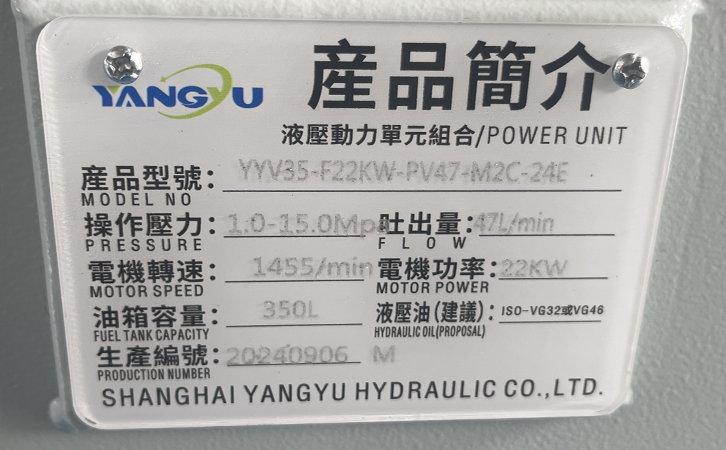 YANGYU 産品簡介
液壓動力單元組合/POWER UNIT
産品型號: YYV35-F22KW-PV47-M2C-24E
MODEL NO
操作壓力: 1.0-15.0Mpa 吐出量: 47L/min
PRESSURE FLOW
電機轉速: 1455/min 電機功率: 22KW
MOTOR SPEED MOTOR POWER
油箱容量: 350L 液壓油(建議): ISO-VG32或VG46
FUEL TANK CAPACITY HYDRAULIC OIL(PROPOSAL)
生產編號: 20240906 M
PRODUCTION NUMBER
SHANGHAI YANGYU HYDRAULIC CO.,LTD.